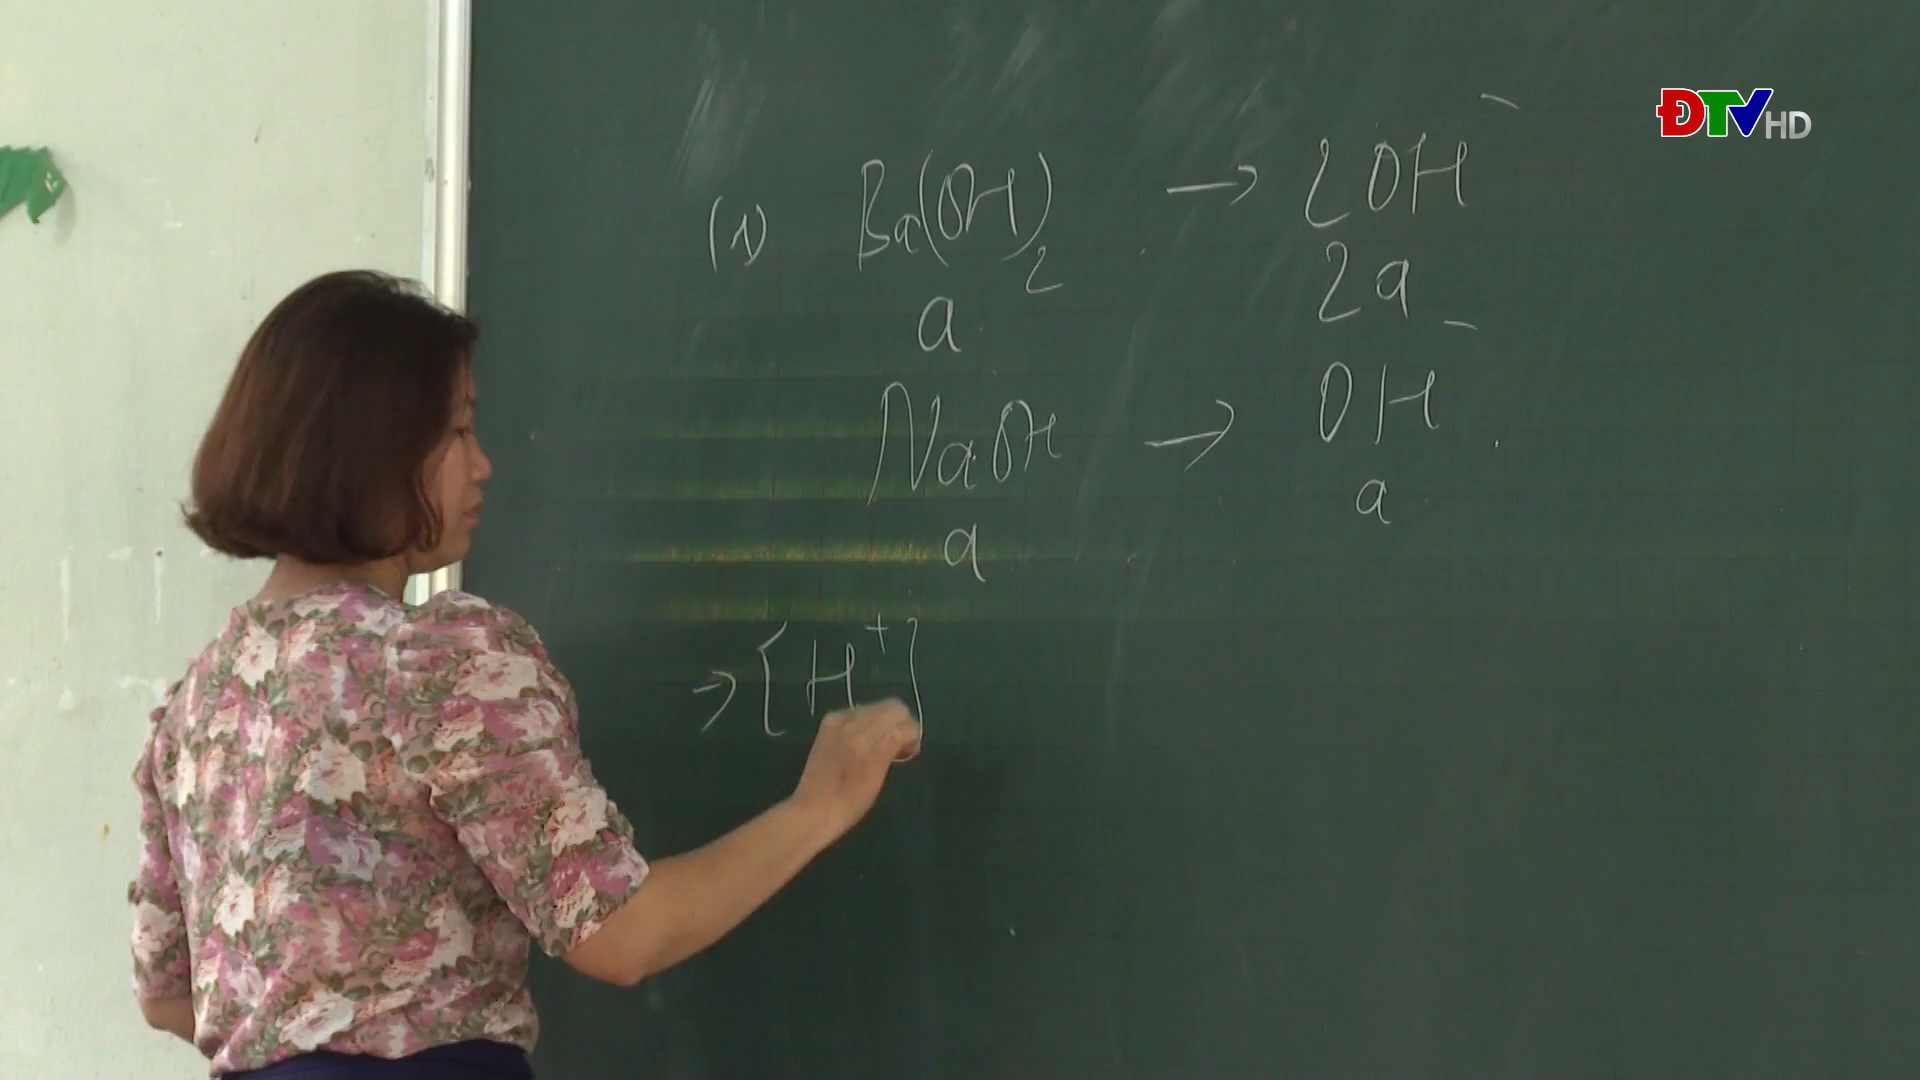 ĐTV HD
(1) Ba(OH)₂ → 2OH⁻
a 2a
NaOH → OH⁻
a a
→ [H⁺]